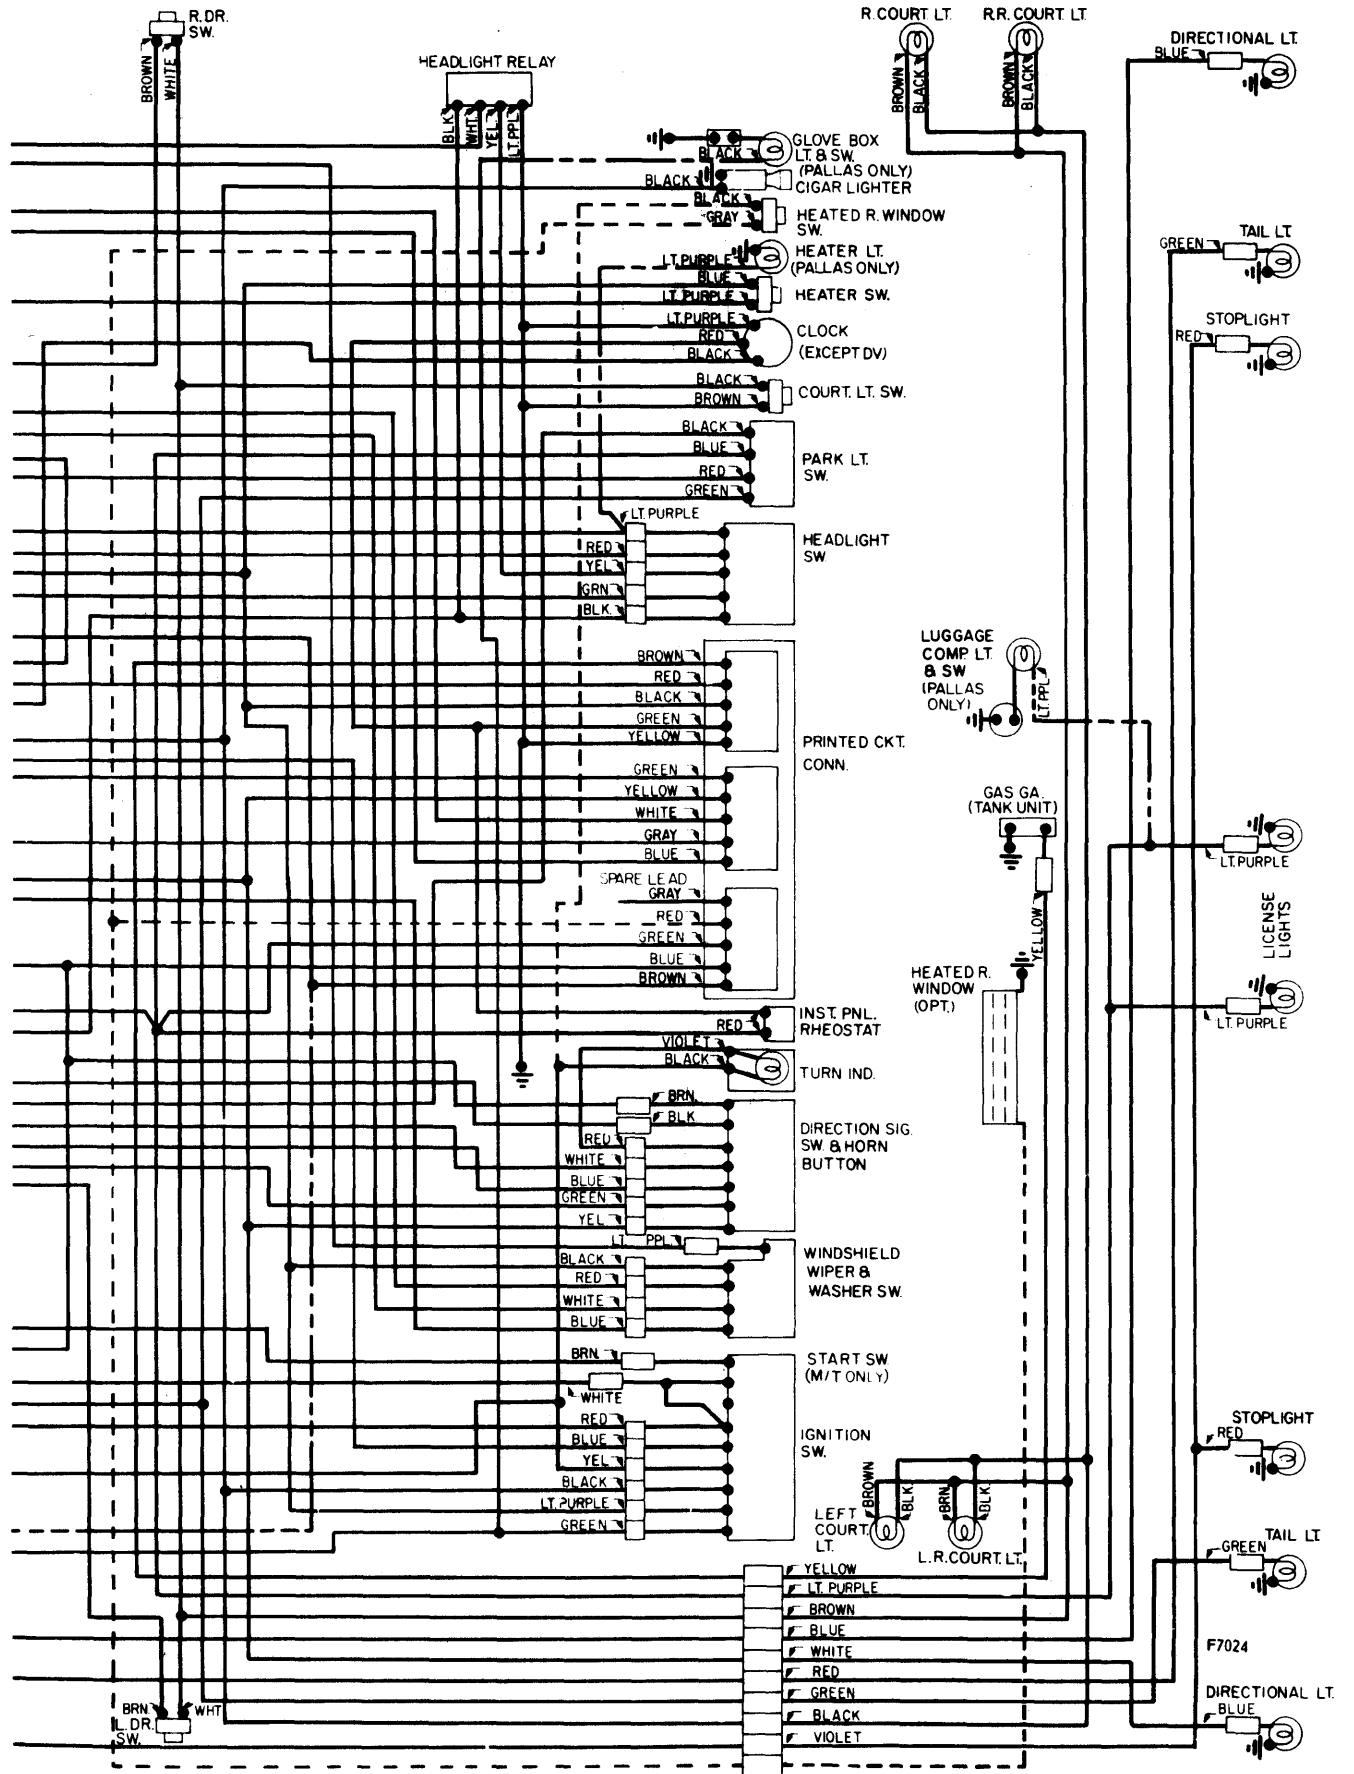 R. DR.
SW.
BROWN
WHITE
HEADLIGHT RELAY
BLK
WHT
YEL
LT.PPL
R. COURT LT.
R.R. COURT LT.
BROWN
BLACK
BROWN
BLACK
DIRECTIONAL LT.
BLUE
GLOVE BOX
LT. & SW.
(PALLAS ONLY)
BLACK
CIGAR LIGHTER
BLACK
BLACK
GRAY
HEATED R. WINDOW
SW.
HEATER LT.
(PALLAS ONLY)
LT.PURPLE
BLUE
LT. PURPLE
HEATER SW.
LT.PURPLE
RED
BLACK
CLOCK
(EXCEPT DV)
BLACK
BROWN
COURT. LT. SW.
BLACK
BLUE
RED
GREEN
PARK LT.
SW.
TAIL LT
GREEN
STOPLIGHT
RED
LT. PURPLE
RED
YEL
GRN
BLK.
HEADLIGHT
SW
LUGGAGE
COMP. LT.
& SW
(PALLAS
ONLY)
LT. PPL.
BROWN
RED
BLACK
GREEN
YELLOW
PRINTED CKT.
CONN.
GREEN
YELLOW
WHITE
GRAY
BLUE
SPARE LEAD
GRAY
RED
GREEN
BLUE
BROWN
GAS GA.
(TANK UNIT)
YELLOW
LT. PURPLE
LICENSE
LIGHTS
LT. PURPLE
HEATED R.
WINDOW
(OPT.)
INST. PNL.
RHEOSTAT
RED
VIOLET
BLACK
TURN IND.
BRN.
BLK
RED
WHITE
BLUE
GREEN
YEL
DIRECTION SIG.
SW. & HORN
BUTTON
LT. PPL.
BLACK
RED
WHITE
BLUE
WINDSHIELD
WIPER &
WASHER SW.
BRN.
WHITE
START SW
(M/T ONLY)
RED
BLUE
YEL
BLACK
LT. PURPLE
GREEN
IGNITION
SW.
BROWN
BLK.
BRN
BLK.
LEFT
COURT.
LT.
L.R. COURT. LT.
STOPLIGHT
RED
TAIL LT
GREEN
YELLOW
LT. PURPLE
BROWN
BLUE
WHITE
RED
GREEN
BLACK
VIOLET
F7024
DIRECTIONAL LT.
BLUE
BRN.
WHT
L. DR.
SW.